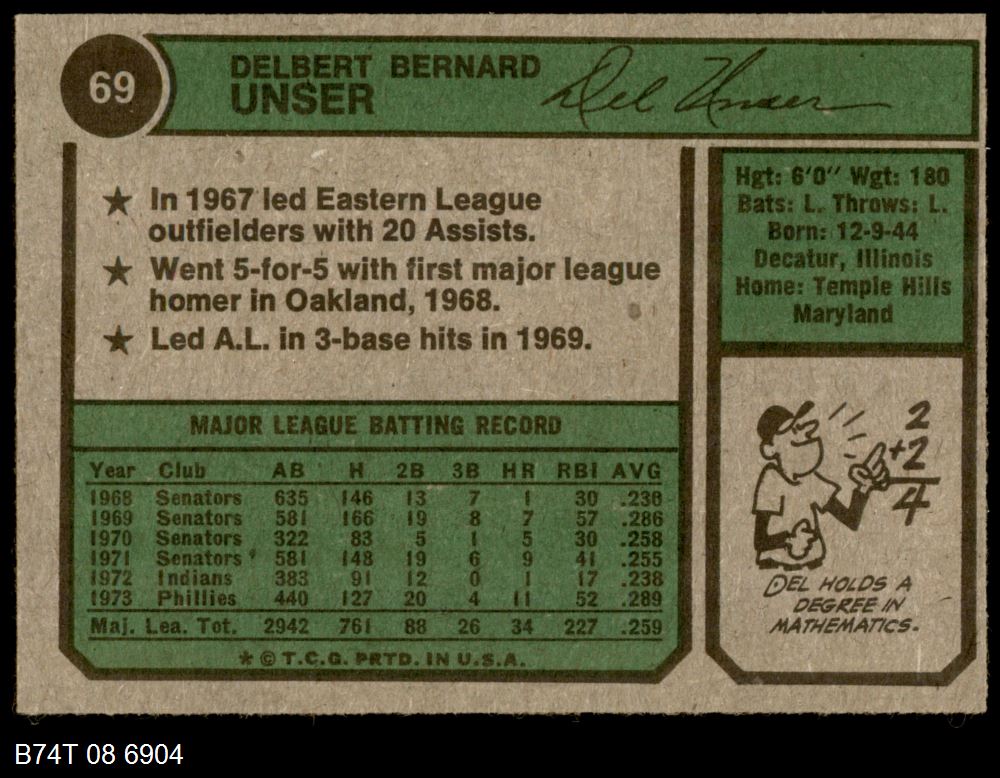 69
DELBERT BERNARD
UNSER
Del Unser
★ In 1967 led Eastern League
outfielders with 20 Assists.
★ Went 5-for-5 with first major league
homer in Oakland, 1968.
★ Led A.L. in 3-base hits in 1969.
Hgt: 6'0" Wgt: 180
Bats: L. Throws: L.
Born: 12-9-44
Decatur, Illinois
Home: Temple Hills
Maryland
MAJOR LEAGUE BATTING RECORD
Year Club AB H 2B 3B HR RBI AVG
1968 Senators 635 146 13 7 1 30 .230
1969 Senators 581 166 19 8 7 57 .286
1970 Senators 322 83 5 1 5 30 .258
1971 Senators 581 148 19 6 9 41 .255
1972 Indians 383 91 12 0 1 17 .238
1973 Phillies 440 127 20 4 11 52 .289
Maj. Lea. Tot. 2942 761 88 26 34 227 .259
* © T.C.G. PRTD. IN U.S.A.
2
+2
4
DEL HOLDS A
DEGREE IN
MATHEMATICS.
B74T 08 6904